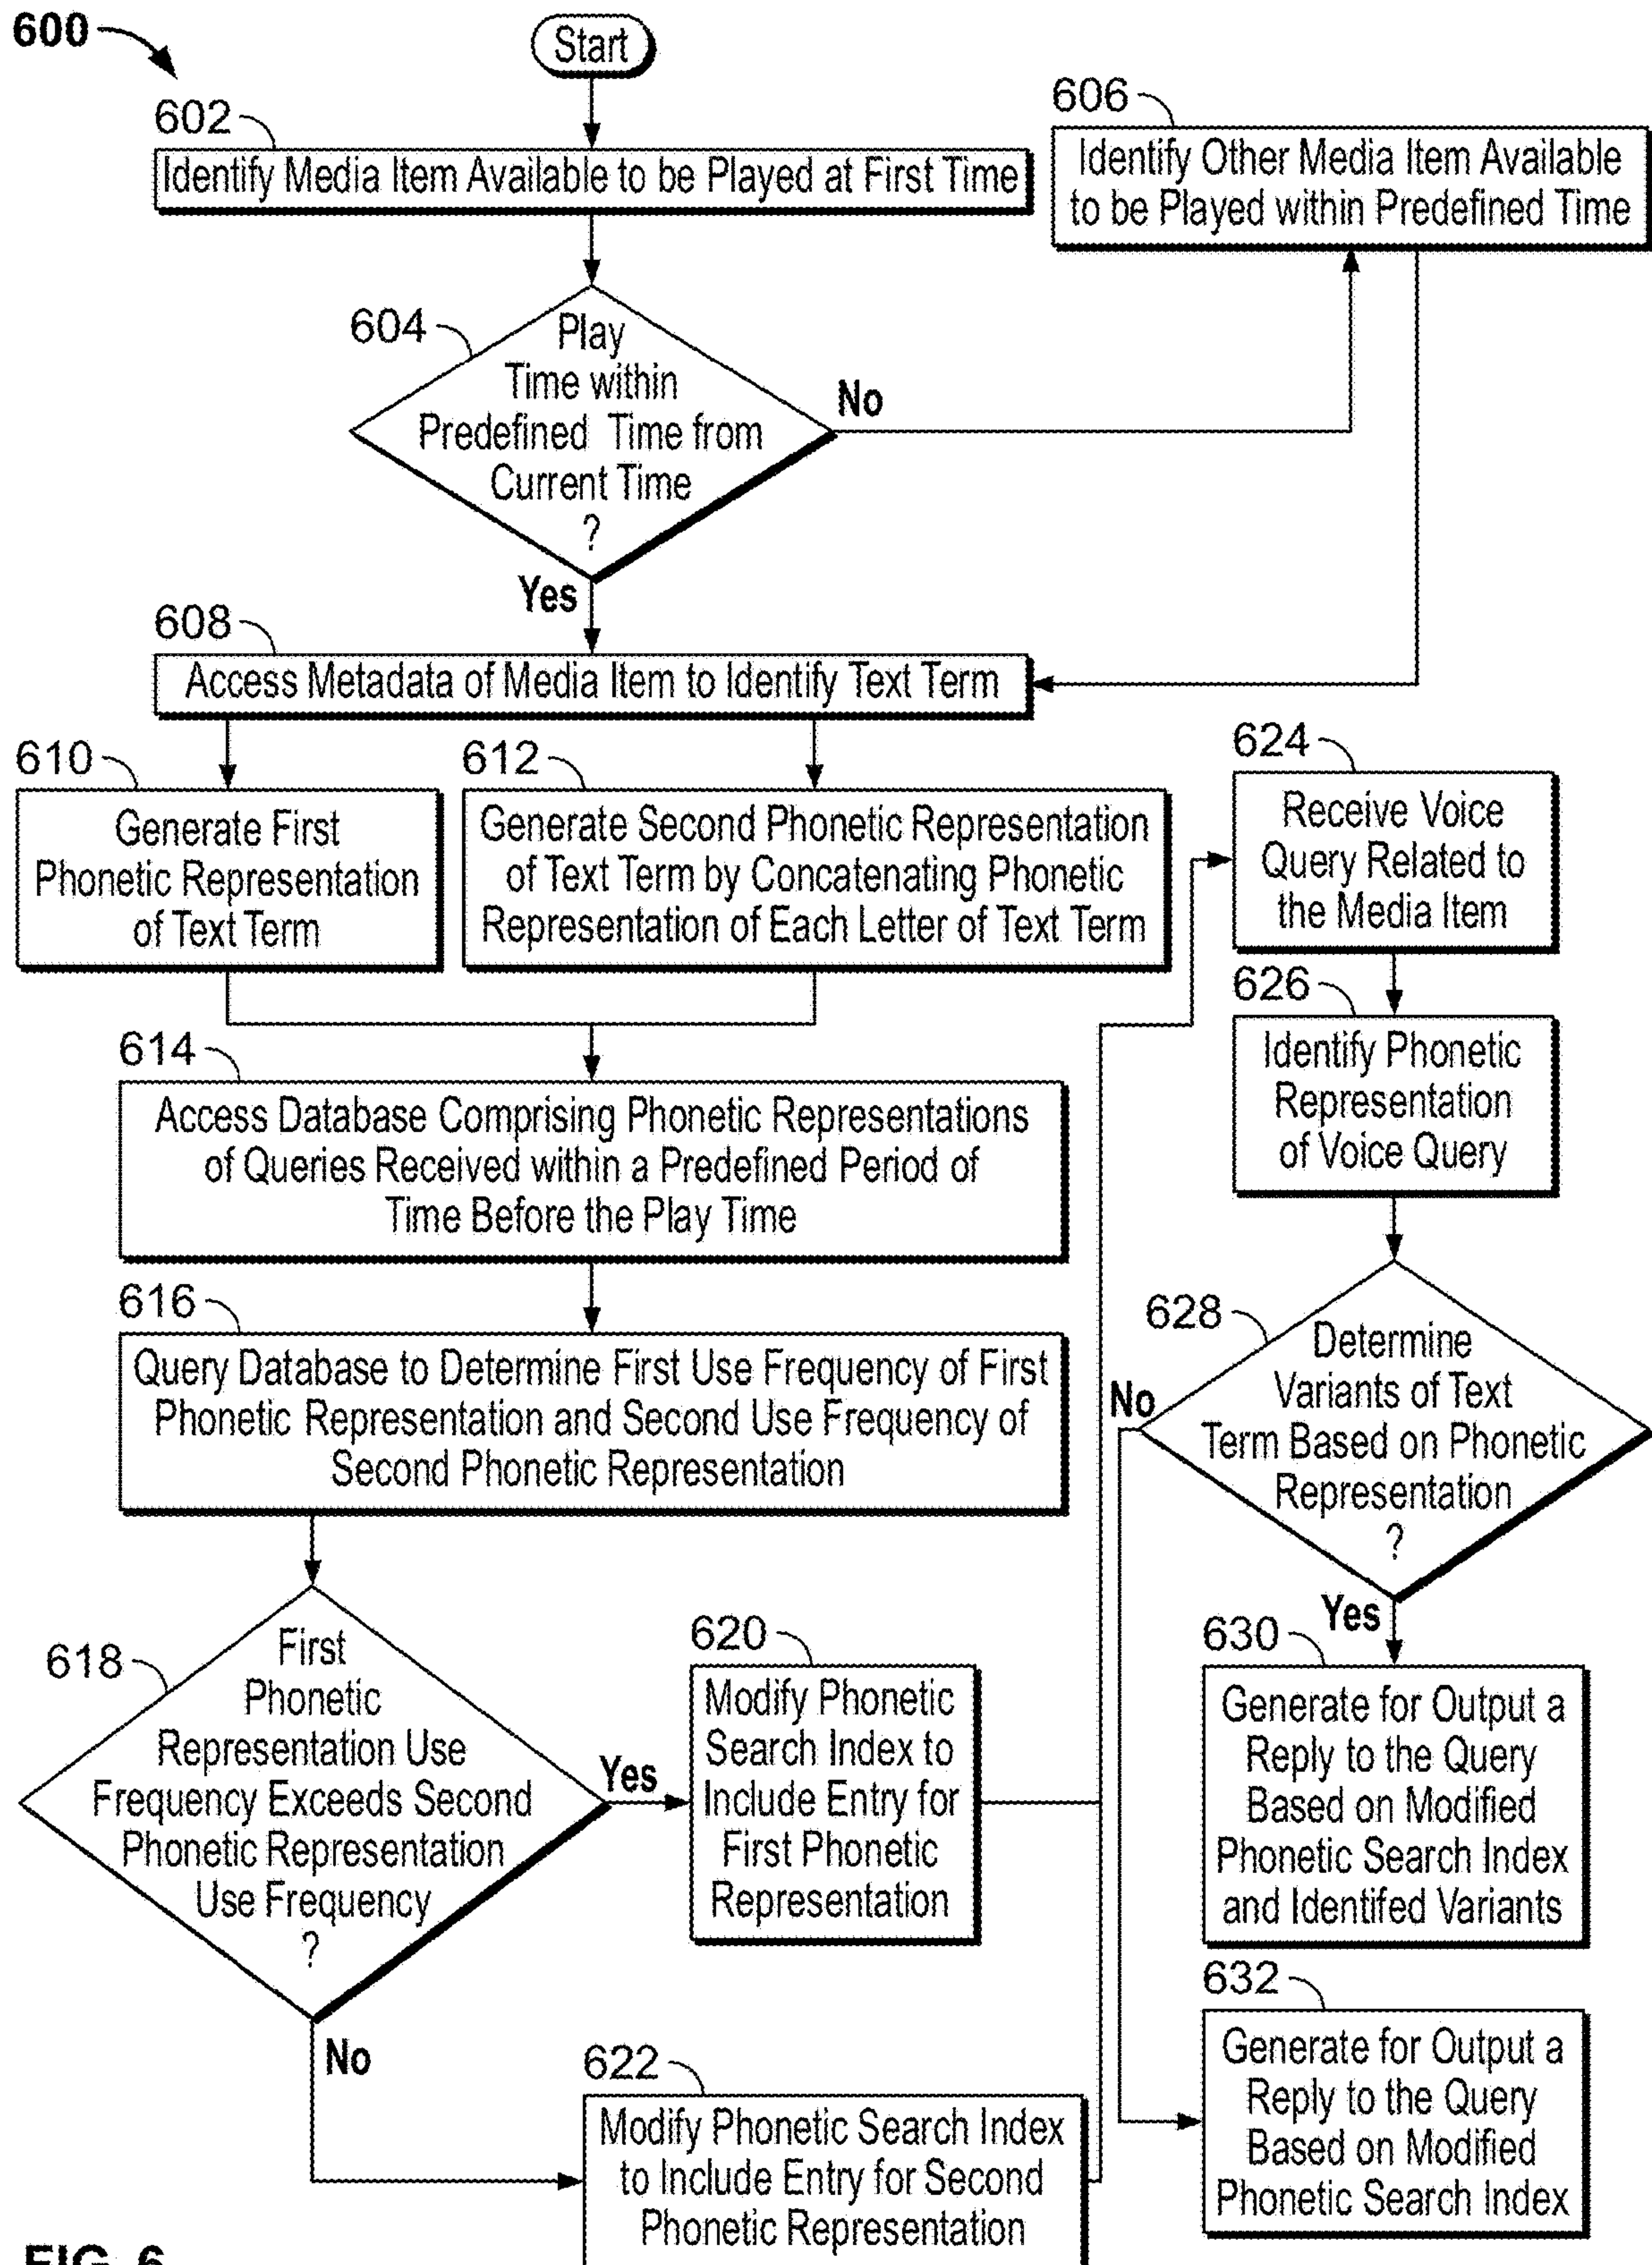 600
Start
602
Identify Media Item Available to be Played at First Time
606
Identify Other Media Item Available
to be Played within Predefined Time
604
Play
Time within
Predefined Time from
Current Time
?
No
Yes
608
Access Metadata of Media Item to Identify Text Term
610
Generate First
Phonetic Representation
of Text Term
612
Generate Second Phonetic Representation
of Text Term by Concatenating Phonetic
Representation of Each Letter of Text Term
614
Access Database Comprising Phonetic Representations
of Queries Received within a Predefined Period of
Time Before the Play Time
616
Query Database to Determine First Use Frequency of First
Phonetic Representation and Second Use Frequency of
Second Phonetic Representation
618
First
Phonetic
Representation Use
Frequency Exceeds Second
Phonetic Representation
Use Frequency
?
Yes
No
620
Modify Phonetic
Search Index to
Include Entry for
First Phonetic
Representation
622
Modify Phonetic Search Index
to Include Entry for Second
Phonetic Representation
624
Receive Voice
Query Related to
the Media Item
626
Identify Phonetic
Representation
of Voice Query
628
Determine
Variants of Text
Term Based on Phonetic
Representation
?
No
Yes
630
Generate for Output a
Reply to the Query
Based on Modified
Phonetic Search Index
and Identifed Variants
632
Generate for Output a
Reply to the Query
Based on Modified
Phonetic Search Index
FIG. 6